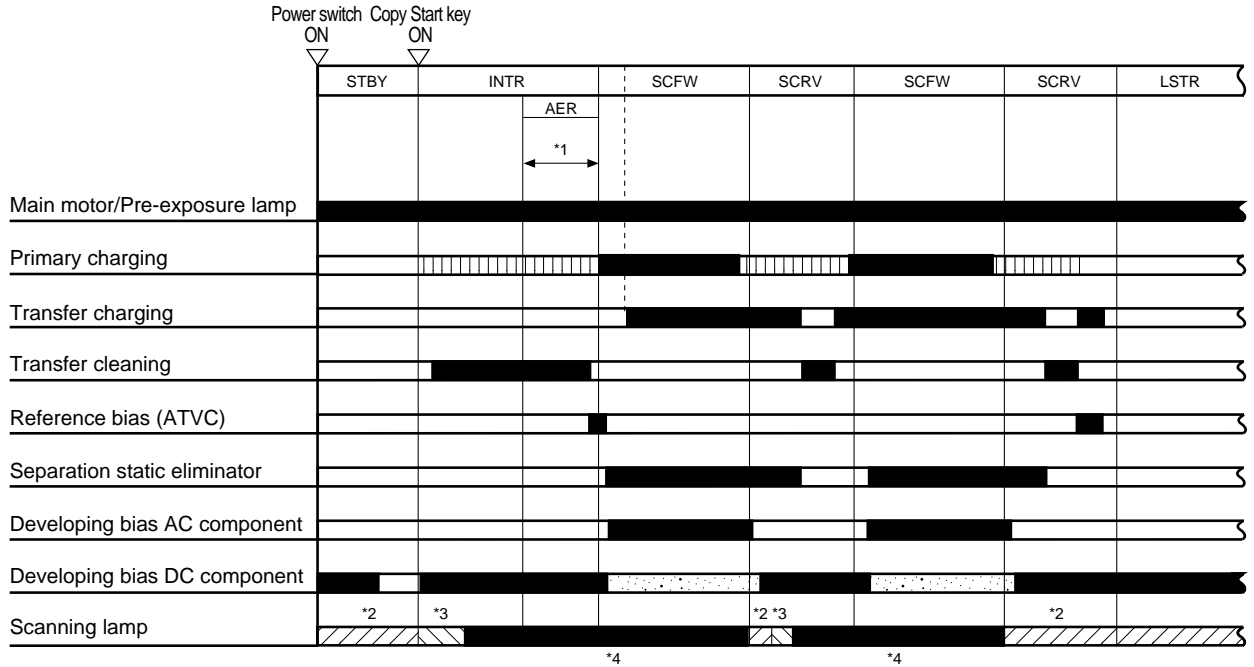 Power switch ON
Copy Start key ON
STBY INTR SCFW SCRV SCFW SCRV LSTR
AER
*1
Main motor/Pre-exposure lamp
Primary charging
Transfer charging
Transfer cleaning
Reference bias (ATVC)
Separation static eliminator
Developing bias AC component
Developing bias DC component
*2 *3 *2 *3 *2
Scanning lamp
*4 *4